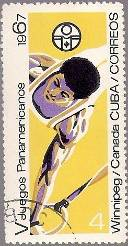 1967
V Juegos Panamericanos
Winnipeg/Canada CUBA/CORREOS
4